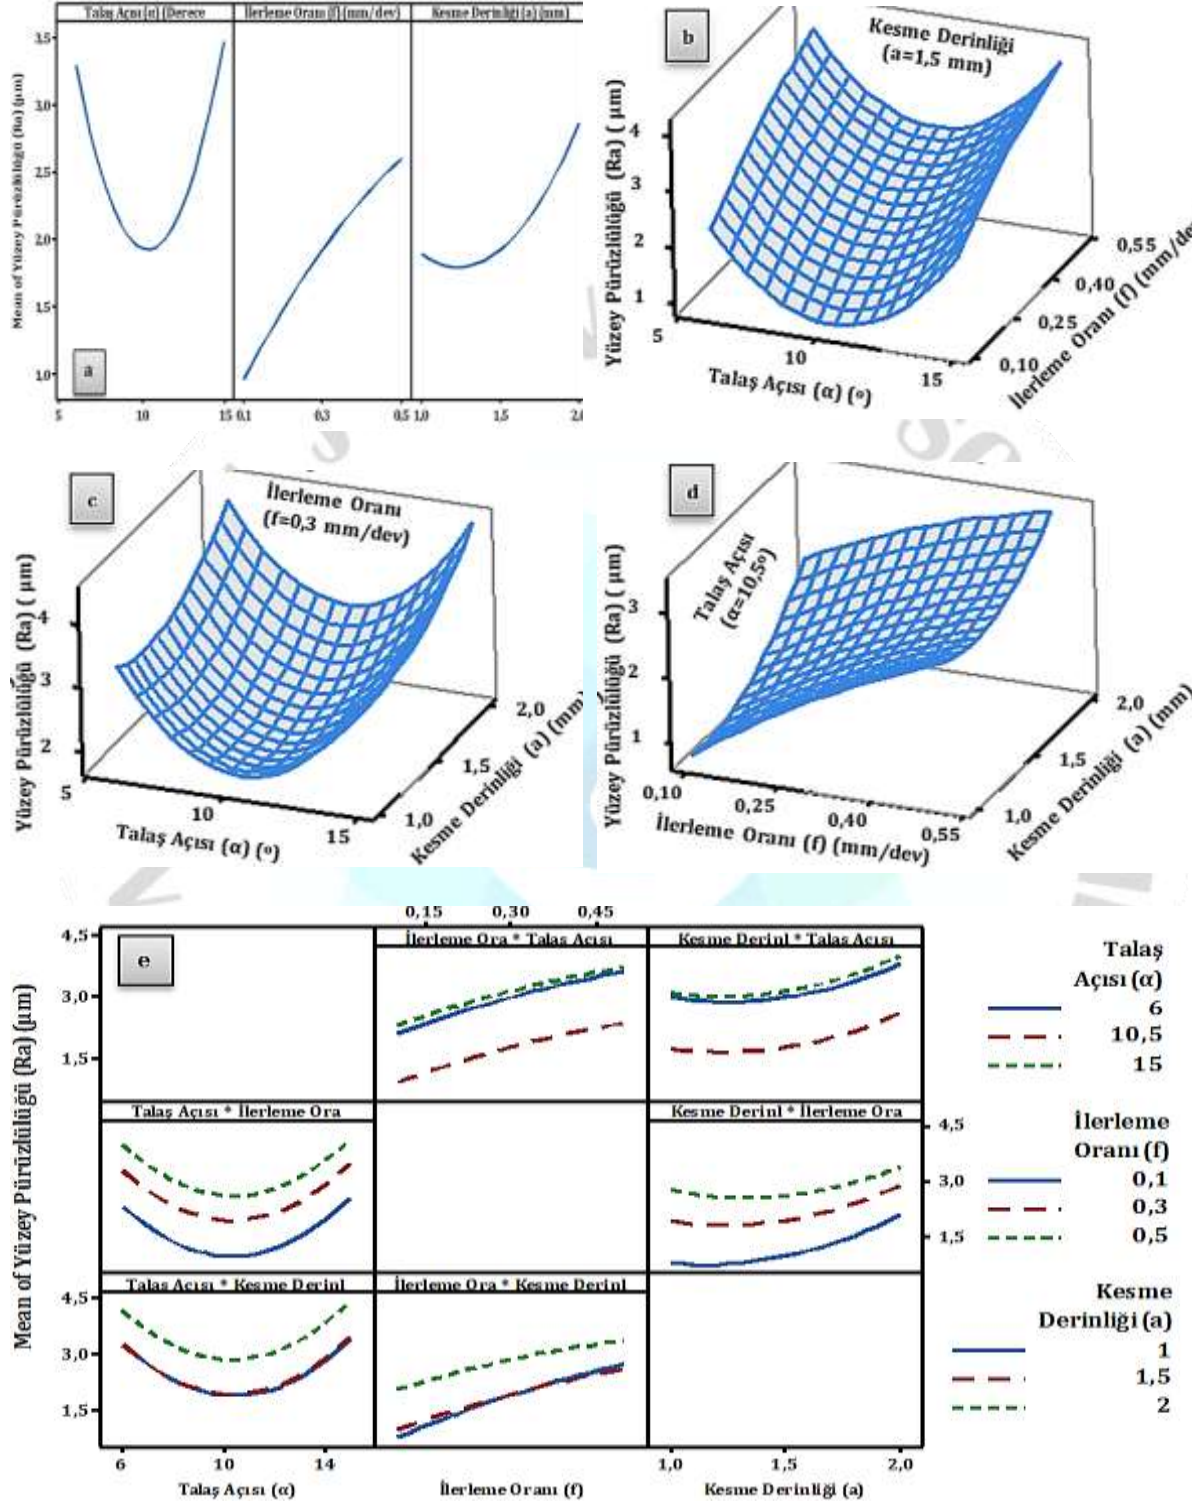 Talaş Açısı (α) (Derece
İlerleme Oranı (f) (mm/dev)
Kesme Derinliği (a) (mm)
Mean of Yüzey Pürüzlülüğü (Ra) (μm)
3.5
3.0
2.5
2.0
1.5
1.0
a
5 10 15 0.1 0.3 0.5 1.0 1.5 2.0
b
Kesme Derinliği
(a=1,5 mm)
Yüzey Pürüzlülüğü (Ra) ( μm)
4
3
2
1
5 10 15
Talaş Açısı (α) (º)
0,55
0,40
0,25
0,10
İlerleme Oranı (f) (mm/dev
c
İlerleme Oranı
(f=0,3 mm/dev)
Yüzey Pürüzlülüğü (Ra) ( μm)
4
3
2
5 10 15
Talaş Açısı (α) (º)
2,0
1,5
1,0
Kesme Derinliği (a) (mm)
d
Talaş Açısı
(α=10,5º)
Yüzey Pürüzlülüğü (Ra) ( μm)
3
2
1
0,10 0,25 0,40 0,55
İlerleme Oranı (f) (mm/dev)
2,0
1,5
1,0
Kesme Derinliği (a) (mm)
e
0,15 0,30 0,45
İlerleme Ora * Talas Açısı
Kesme Derinl * Talas Açısı
4,5
3,0
1,5
Talaş
Açısı (α)
6
10,5
15
Talaş Açısı * İlerleme Ora
Kesme Derinl * İlerleme Ora
4,5
3,0
1,5
İlerleme
Oranı (f)
0,1
0,3
0,5
Talas Açısı * Kesme Derinl
İlerleme Ora * Kesme Derinl
4,5
3,0
1,5
Kesme
Derinliği (a)
1
1,5
2
Mean of Yüzey Pürüzlülüğü (Ra) (μm)
6 10 14
1,0 1,5 2,0
Talaş Açısı (α)
İlerleme Oranı (f)
Kesme Derinliği (a)